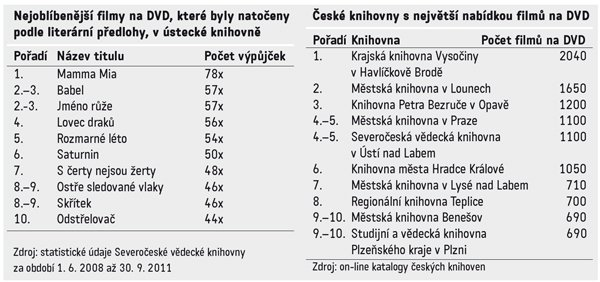 Nejoblíbenější filmy na DVD, které byly natočeny
podle literární předlohy, v ústecké knihovně
Pořadí Název titulu Počet výpůjček
1. Mamma Mia 78x
2.–3. Babel 57x
2.-3. Jméno růže 57x
4. Lovec draků 56x
5. Rozmarné léto 54x
6. Saturnin 50x
7. S čerty nejsou žerty 48x
8.–9. Ostře sledované vlaky 46x
8.–9. Skřítek 46x
10. Odstřelovač 44x
Zdroj: statistické údaje Severočeské vědecké knihovny
za období 1. 6. 2008 až 30. 9. 2011
České knihovny s největší nabídkou filmů na DVD
Pořadí Knihovna Počet filmů na DVD
1. Krajská knihovna Vysočiny 2040
v Havlíčkově Brodě
2. Městská knihovna v Lounech 1650
3. Knihovna Petra Bezruče v Opavě 1200
4.–5. Městská knihovna v Praze 1100
4.–5. Severočeská vědecká knihovna 1100
v Ústí nad Labem
6. Knihovna města Hradce Králové 1050
7. Městská knihovna v Lysé nad Labem 710
8. Regionální knihovna Teplice 700
9.–10. Městská knihovna Benešov 690
9.–10. Studijní a vědecká knihovna 690
Plzeňského kraje v Plzni
Zdroj: on-line katalogy českých knihoven